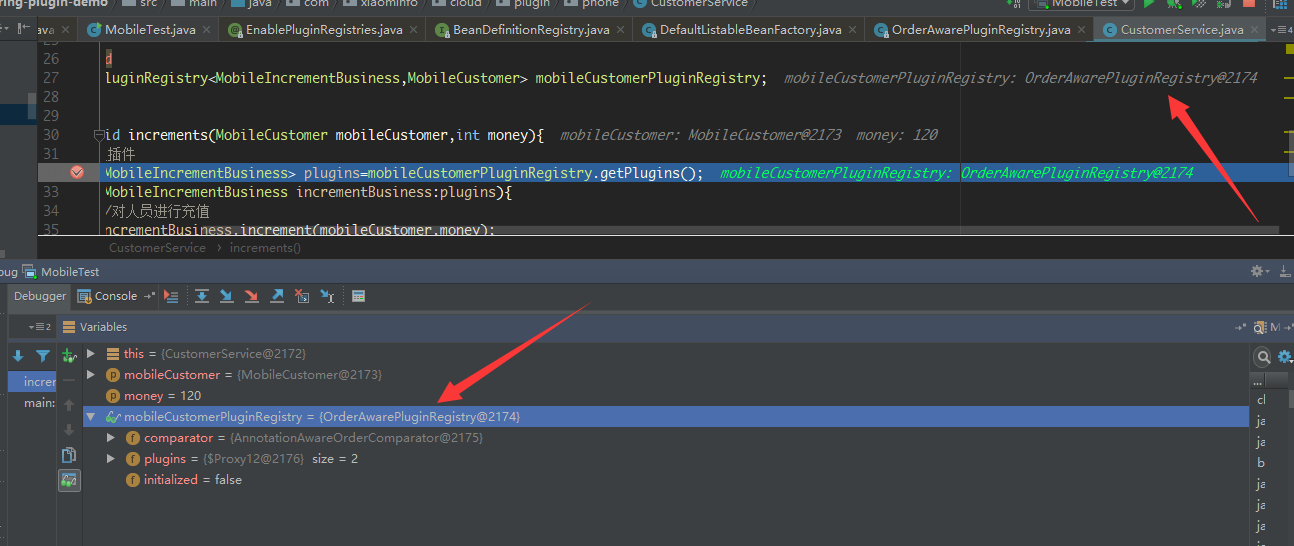 ring-plugin-demo › src › main › java › com › xiaominfo › cloud › plugin › phone › CustomerService
MobileTest
java MobileTest.java EnablePluginRegistries.java BeanDefinitionRegistry.java DefaultListableBeanFactory.java OrderAwarePluginRegistry.java CustomerService.java 4
26 d
27 luginRegistry<MobileIncrementBusiness,MobileCustomer> mobileCustomerPluginRegistry; mobileCustomerPluginRegistry: OrderAwarePluginRegistry@2174
28
29
30 id increments(MobileCustomer mobileCustomer,int money){ mobileCustomer: MobileCustomer@2173 money: 120
31 插件
MobileIncrementBusiness> plugins=mobileCustomerPluginRegistry.getPlugins(); mobileCustomerPluginRegistry: OrderAwarePluginRegistry@2174
33 MobileIncrementBusiness incrementBusiness:plugins){
34 /对人员进行充值
35 ncrementBusiness.increment(mobileCustomer,money);
CustomerService › increments()
bug MobileTest
Debugger Console
2 Variables M
this = {CustomerService@2172}
mobileCustomer = {MobileCustomer@2173}
money = 120
mobileCustomerPluginRegistry = {OrderAwarePluginRegistry@2174}
comparator = {AnnotationAwareOrderComparator@2175}
plugins = {$Proxy12@2176} size = 2
initialized = false
increr
main:
...
cl
ja
ja
b
ja
ja
ja